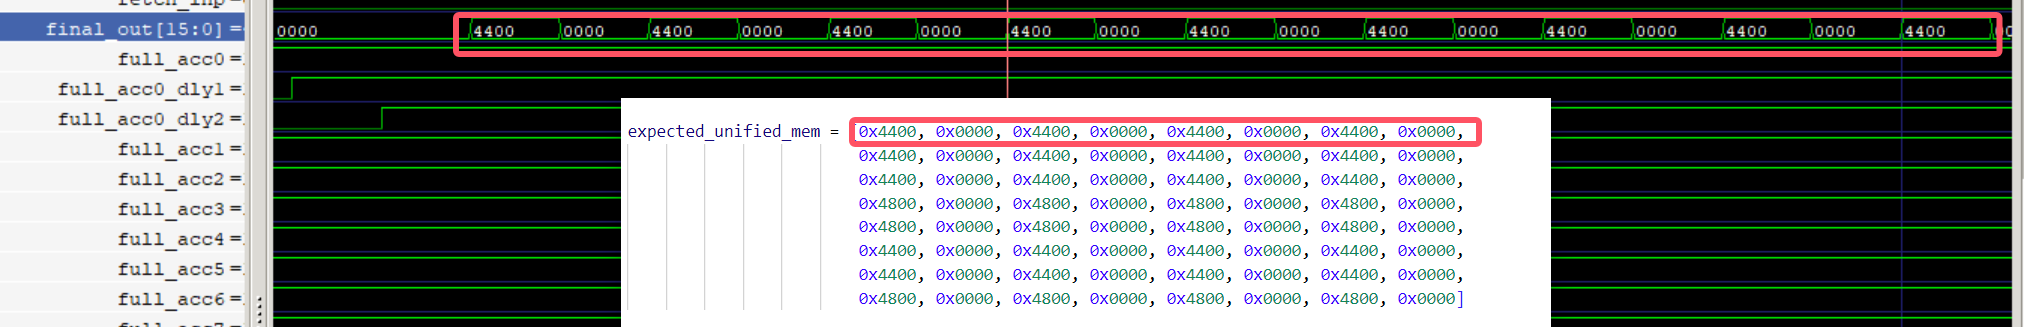 fetch_inp=
final_out[15:0]=
0000 4400 0000 4400 0000 4400 0000 4400 0000 4400 0000 4400 0000 4400 0000 4400 0000 4400
full_acc0=
full_acc0_dly1=
full_acc0_dly2=
full_acc1=
full_acc2=
full_acc3=
full_acc4=
full_acc5=
full_acc6=
expected_unified_mem = [0x4400, 0x0000, 0x4400, 0x0000, 0x4400, 0x0000, 0x4400, 0x0000,
0x4400, 0x0000, 0x4400, 0x0000, 0x4400, 0x0000, 0x4400, 0x0000,
0x4400, 0x0000, 0x4400, 0x0000, 0x4400, 0x0000, 0x4400, 0x0000,
0x4800, 0x0000, 0x4800, 0x0000, 0x4800, 0x0000, 0x4800, 0x0000,
0x4800, 0x0000, 0x4800, 0x0000, 0x4800, 0x0000, 0x4800, 0x0000,
0x4400, 0x0000, 0x4400, 0x0000, 0x4400, 0x0000, 0x4400, 0x0000,
0x4400, 0x0000, 0x4400, 0x0000, 0x4400, 0x0000, 0x4400, 0x0000,
0x4800, 0x0000, 0x4800, 0x0000, 0x4800, 0x0000, 0x4800, 0x0000]